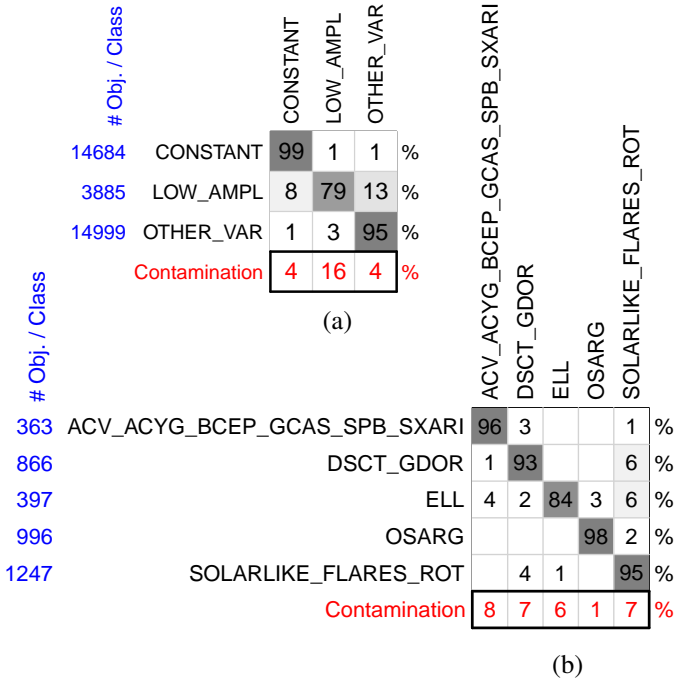 # Obj. / Class
CONSTANT
LOW_AMPL
OTHER_VAR
14684 CONSTANT 99 1 1 %
3885 LOW_AMPL 8 79 13 %
14999 OTHER_VAR 1 3 95 %
Contamination 4 16 4 %
(a)
# Obj. / Class
ACV_ACYG_BCEP_GCAS_SPB_SXARI
DSCT_GDOR
ELL
OSARG
SOLARLIKE_FLARES_ROT
363 ACV_ACYG_BCEP_GCAS_SPB_SXARI 96 3 1 %
866 DSCT_GDOR 1 93 6 %
397 ELL 4 2 84 3 6 %
996 OSARG 98 2 %
1247 SOLARLIKE_FLARES_ROT 4 1 95 %
Contamination 8 7 6 1 7 %
(b)